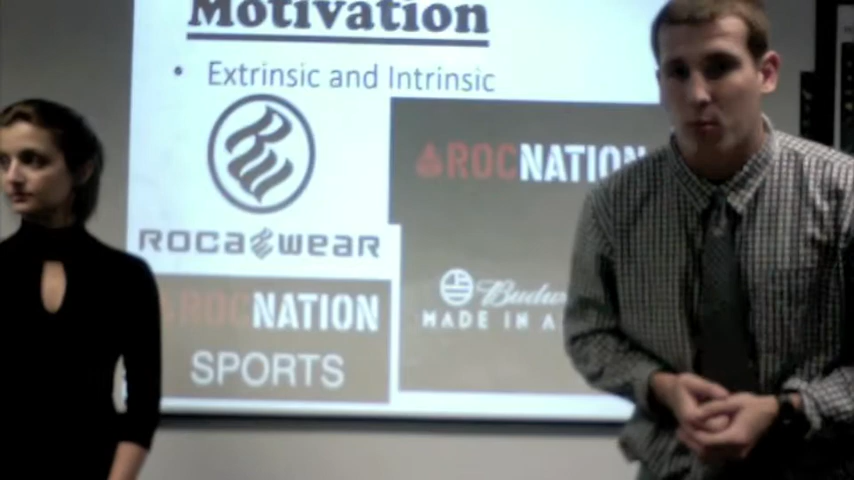 Motivation
• Extrinsic and Intrinsic
ROCAWEAR
ROCNATION
ROCNATION
SPORTS
MADE IN A